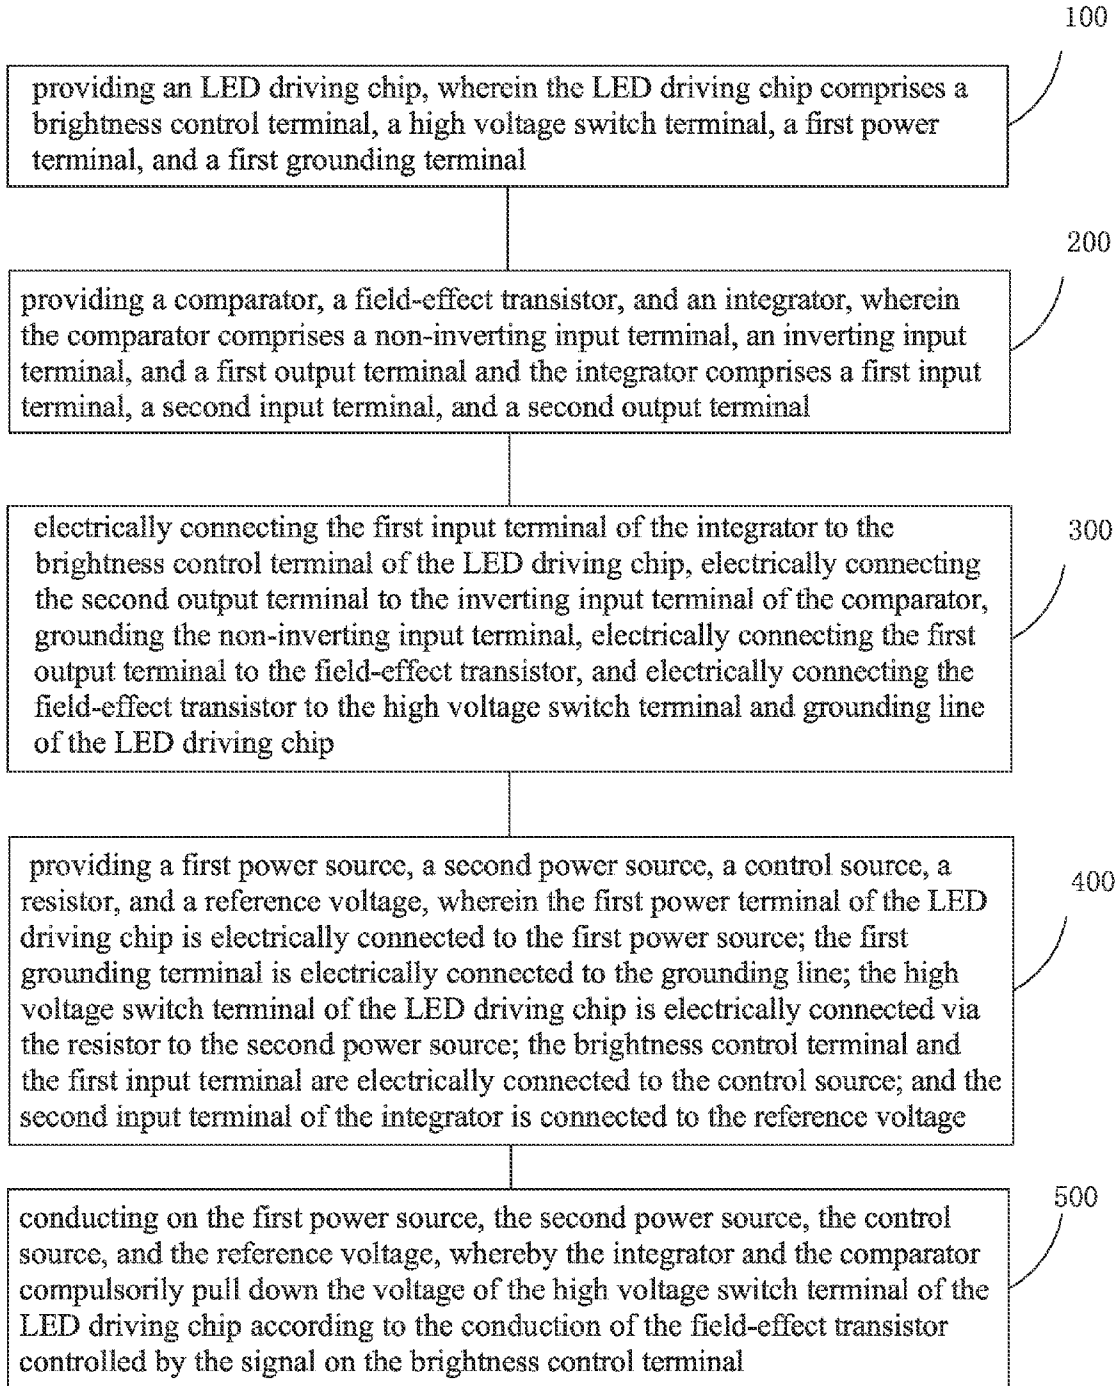 100
providing an LED driving chip, wherein the LED driving chip comprises a
brightness control terminal, a high voltage switch terminal, a first power
terminal, and a first grounding terminal
200
providing a comparator, a field-effect transistor, and an integrator, wherein
the comparator comprises a non-inverting input terminal, an inverting input
terminal, and a first output terminal and the integrator comprises a first input
terminal, a second input terminal, and a second output terminal
300
electrically connecting the first input terminal of the integrator to the
brightness control terminal of the LED driving chip, electrically connecting
the second output terminal to the inverting input terminal of the comparator,
grounding the non-inverting input terminal, electrically connecting the first
output terminal to the field-effect transistor, and electrically connecting the
field-effect transistor to the high voltage switch terminal and grounding line
of the LED driving chip
400
providing a first power source, a second power source, a control source, a
resistor, and a reference voltage, wherein the first power terminal of the LED
driving chip is electrically connected to the first power source; the first
grounding terminal is electrically connected to the grounding line; the high
voltage switch terminal of the LED driving chip is electrically connected via
the resistor to the second power source; the brightness control terminal and
the first input terminal are electrically connected to the control source; and the
second input terminal of the integrator is connected to the reference voltage
500
conducting on the first power source, the second power source, the control
source, and the reference voltage, whereby the integrator and the comparator
compulsorily pull down the voltage of the high voltage switch terminal of the
LED driving chip according to the conduction of the field-effect transistor
controlled by the signal on the brightness control terminal